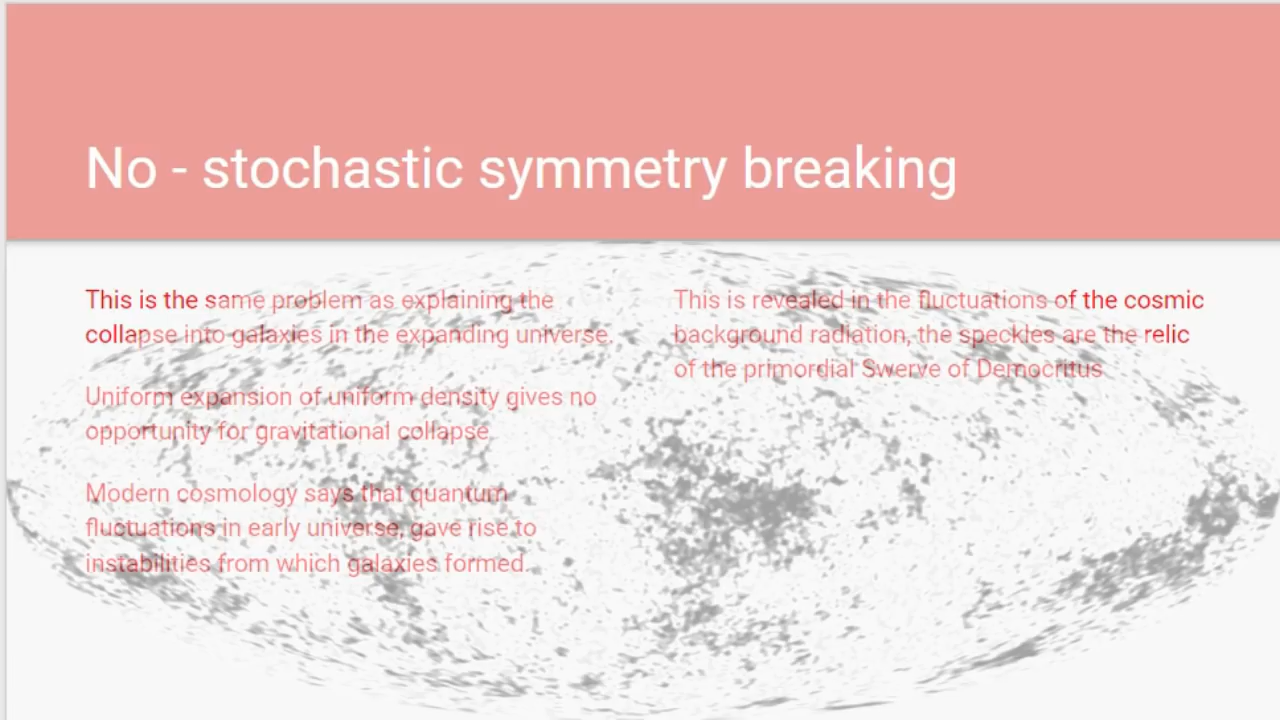 No - stochastic symmetry breaking
This is the same problem as explaining the
collapse into galaxies in the expanding universe.
Uniform expansion of uniform density gives no
opportunity for gravitational collapse
Modern cosmology says that quantum
fluctuations in early universe, gave rise to
instabilities from which galaxies formed.
This is revealed in the fluctuations of the cosmic
background radiation, the speckles are the relic
of the primordial Swerve of Democritus